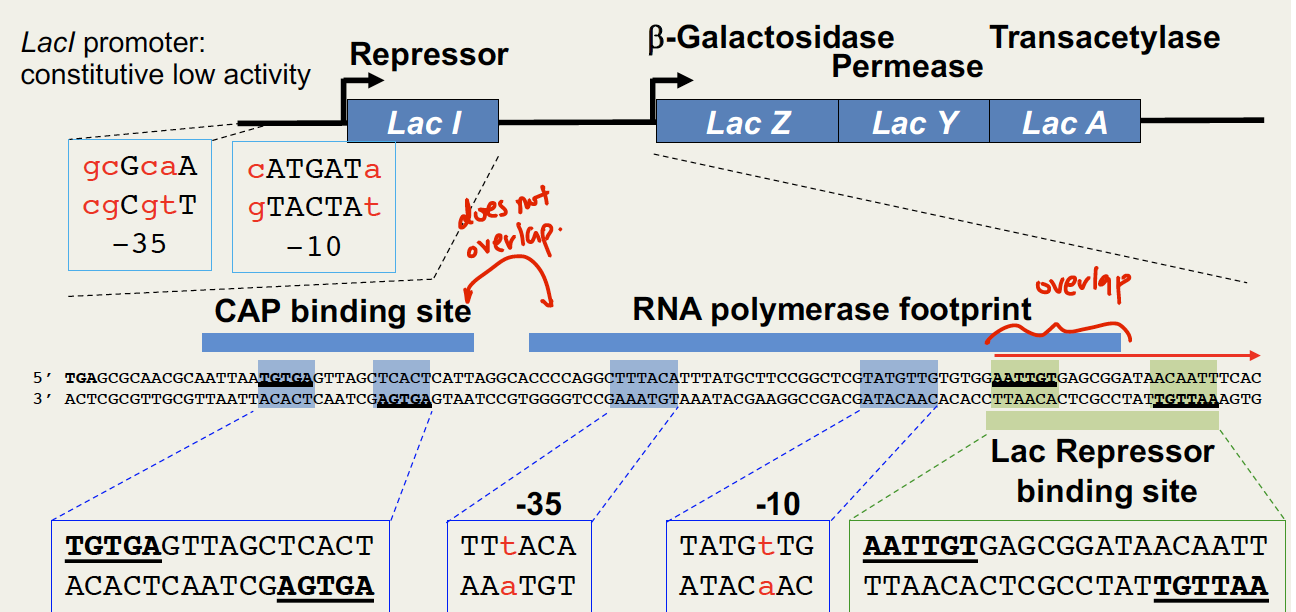 LacI promoter:
constitutive low activity
Repressor
β-Galactosidase
Permease
Transacetylase
Lac I
Lac Z
Lac Y
Lac A
gcGcaA
cgCgtT
-35
cATGATa
gTACTAt
-10
does not
overlap.
CAP binding site
RNA polymerase footprint
overlap
5’ TGAGCGCAACGCAATTAATGTGAGTTAGCTCACTCATTAGGCACCCCAGGCTTTACATTTATGCTTCCGGCTCGTATGTTGTGTGGAATTGTGAGCGGATAACAATTTCAC
3’ ACTCGCGTTGCGTTAATTACACTCAATCGAGTGAGTAATCCGTGGGGTCCGAAATGTAAATACGAAGGCCGAGCATACAACACACCTTAACACTCGCCTATTGTTAAAGTG
Lac Repressor
binding site
TGTGAGTTAGCTCACT
ACACTCAATCGAGTGA
-35
TTtACA
AAaTGT
-10
TATGtTG
ATACaAC
AATTGTGAGCGGATAACAATT
TTAACACTCGCCTATTGTTAA